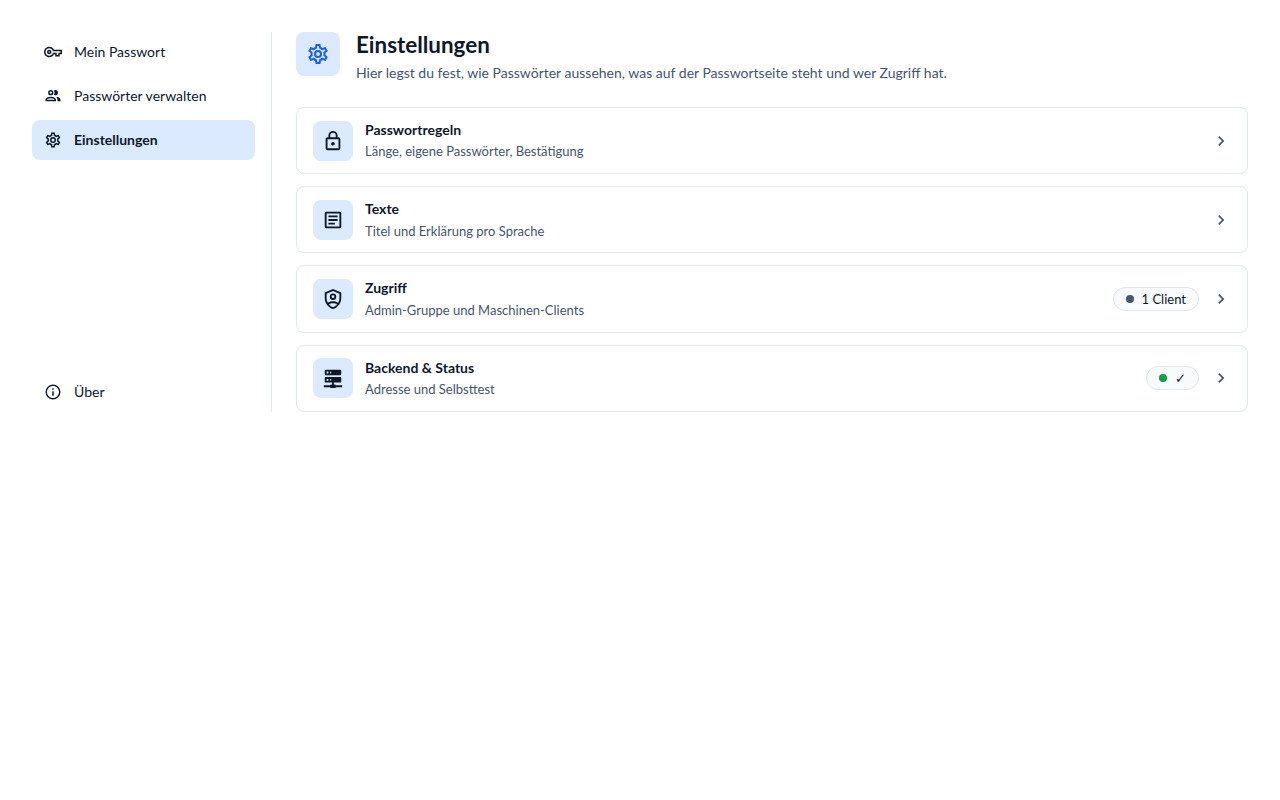 Mein Passwort
Passwörter verwalten
Einstellungen
Über
Einstellungen
Hier legst du fest, wie Passwörter aussehen, was auf der Passwortseite steht und wer Zugriff hat.
Passwortregeln
Länge, eigene Passwörter, Bestätigung
Texte
Titel und Erklärung pro Sprache
Zugriff
Admin-Gruppe und Maschinen-Clients
1 Client
Backend & Status
Adresse und Selbsttest
✓